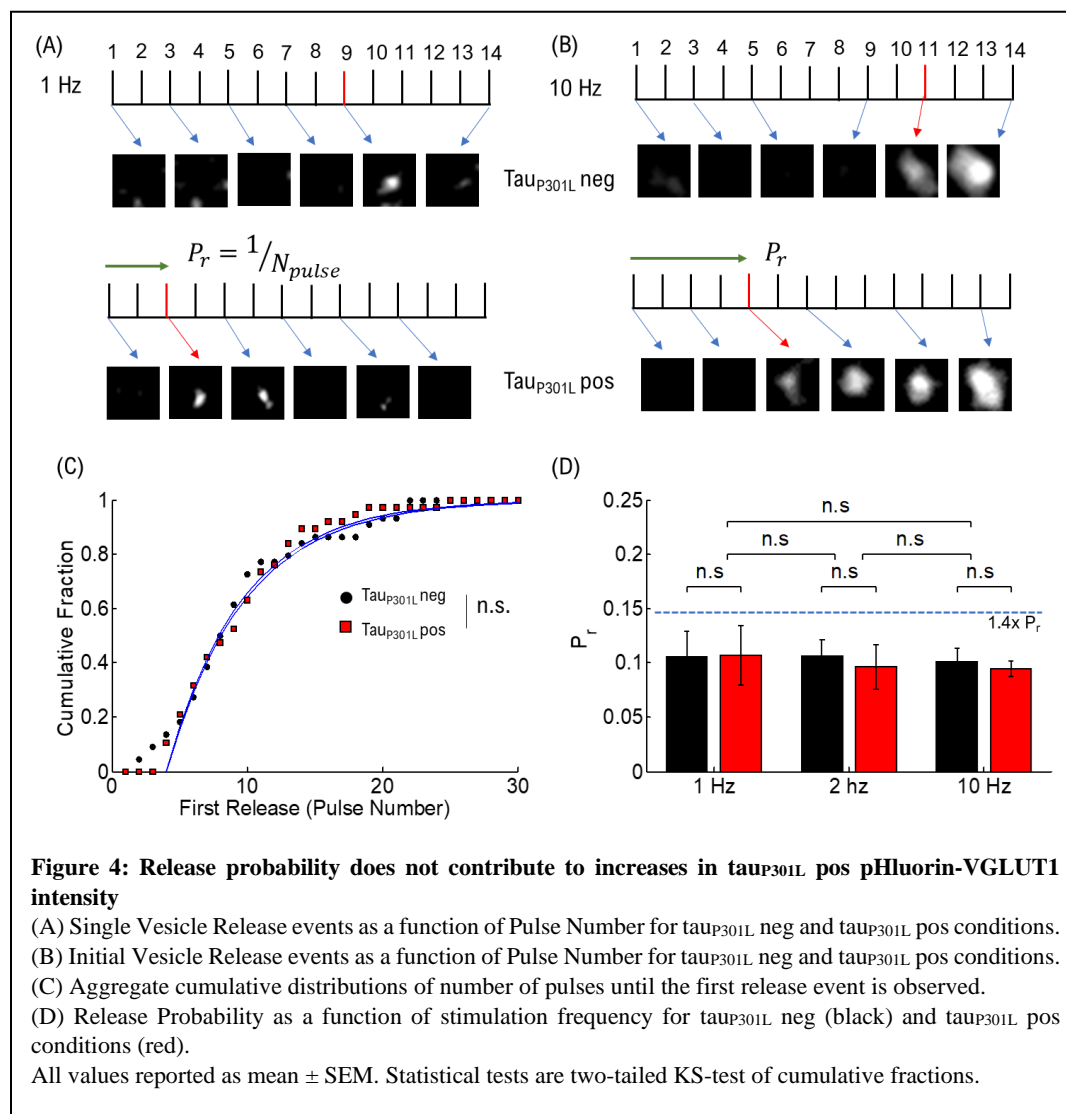 (A)
1 2 3 4 5 6 7 8 9 10 11 12 13 14
1 Hz
(B)
1 2 3 4 5 6 7 8 9 10 11 12 13 14
10 Hz
TauP301L neg
Pr = 1/Npulse
Pr
TauP301L pos
(C)
1
0.8
0.6
0.4
0.2
0
Cumulative Fraction
TauP301L neg
TauP301L pos
n.s.
0 10 20 30
First Release (Pulse Number)
(D)
0.25
0.2
0.15
0.1
0.05
0
Pr
n.s
n.s n.s
n.s n.s n.s
1.4x Pr
1 Hz 2 hz 10 Hz
Figure 4: Release probability does not contribute to increases in tauP301L pos pHluorin-VGLUT1
intensity
(A) Single Vesicle Release events as a function of Pulse Number for tauP301L neg and tauP301L pos conditions.
(B) Initial Vesicle Release events as a function of Pulse Number for tauP301L neg and tauP301L pos conditions.
(C) Aggregate cumulative distributions of number of pulses until the first release event is observed.
(D) Release Probability as a function of stimulation frequency for tauP301L neg (black) and tauP301L pos
conditions (red).
All values reported as mean ± SEM. Statistical tests are two-tailed KS-test of cumulative fractions.